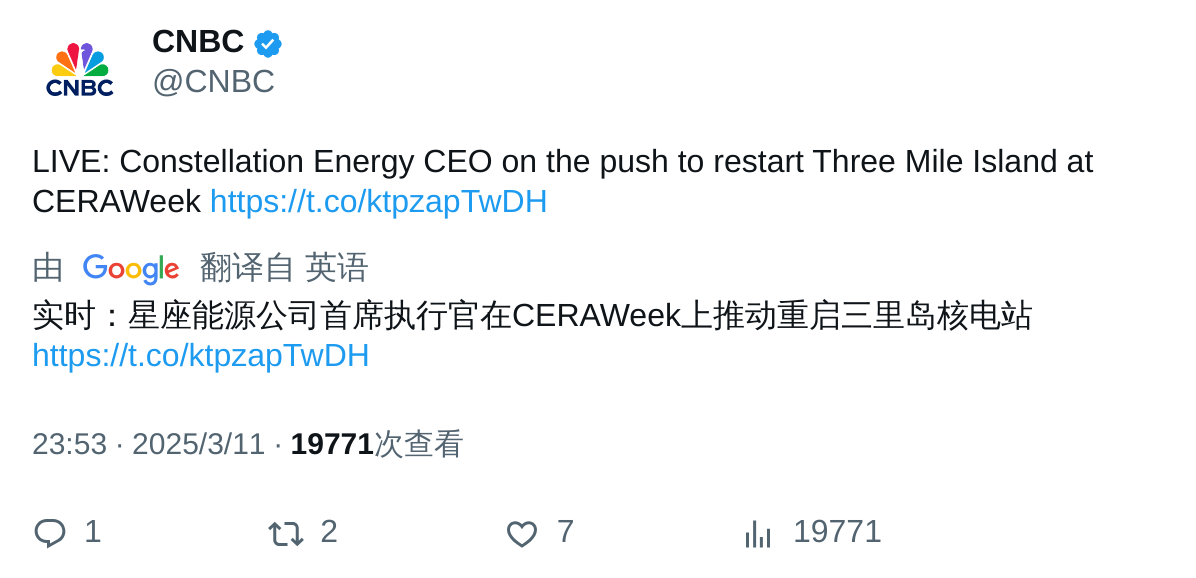 CNBC
CNBC
@CNBC
LIVE: Constellation Energy CEO on the push to restart Three Mile Island at
CERAWeek https://t.co/ktpzapTwDH
由 Google 翻译自 英语
实时：星座能源公司首席执行官在CERAWeek上推动重启三里岛核电站
https://t.co/ktpzapTwDH
23:53 · 2025/3/11 · 19771次查看
1 2 7 19771